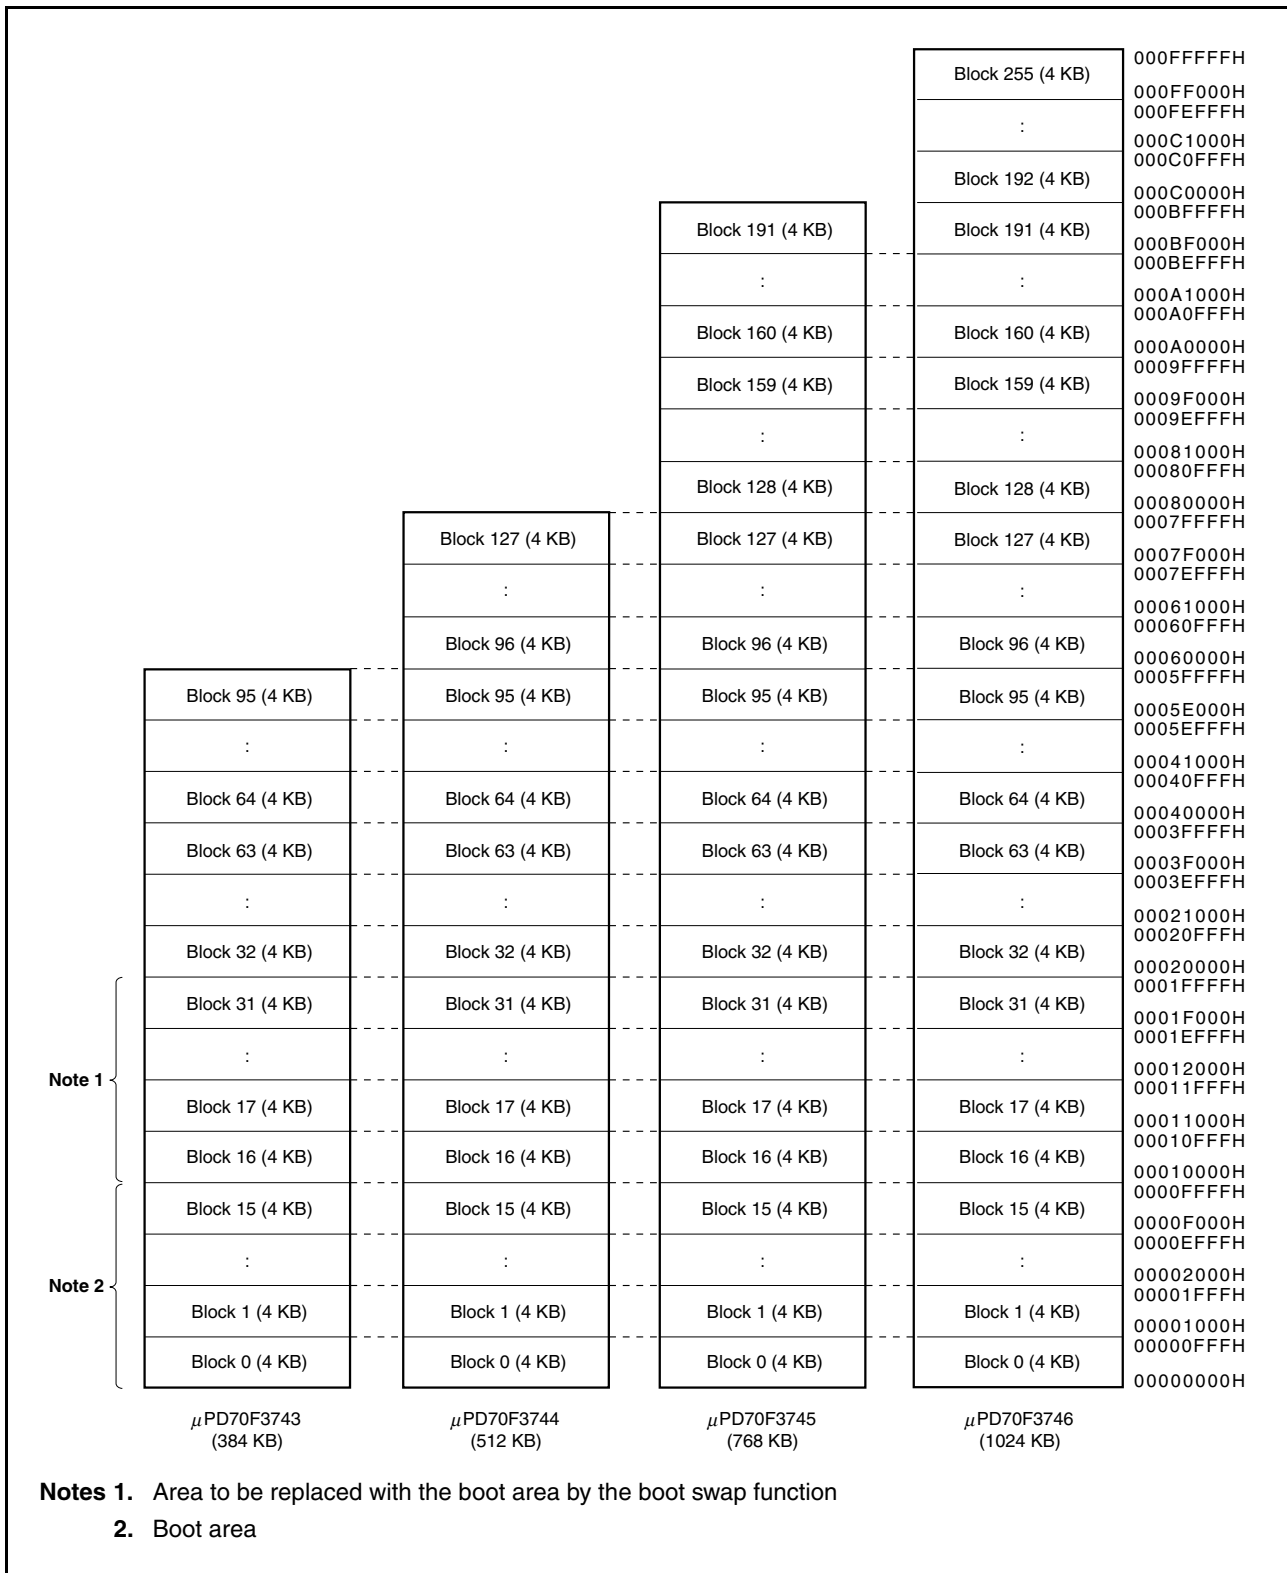 Block 255 (4 KB) 000FFFFFH
000FF000H
000FEFFFH
:
000C1000H
000C0FFFH
Block 192 (4 KB)
000C0000H
000BFFFFH
Block 191 (4 KB) Block 191 (4 KB)
000BF000H
000BEFFFH
: :
000A1000H
000A0FFFH
Block 160 (4 KB) Block 160 (4 KB)
000A0000H
0009FFFFH
Block 159 (4 KB) Block 159 (4 KB)
0009F000H
0009EFFFH
: :
00081000H
00080FFFH
Block 128 (4 KB) Block 128 (4 KB)
00080000H
0007FFFFH
Block 127 (4 KB) Block 127 (4 KB) Block 127 (4 KB)
0007F000H
0007EFFFH
: : :
00061000H
00060FFFH
Block 96 (4 KB) Block 96 (4 KB) Block 96 (4 KB)
00060000H
0005FFFFH
Block 95 (4 KB) Block 95 (4 KB) Block 95 (4 KB) Block 95 (4 KB)
0005E000H
0005EFFFH
: : : :
00041000H
00040FFFH
Block 64 (4 KB) Block 64 (4 KB) Block 64 (4 KB) Block 64 (4 KB)
00040000H
0003FFFFH
Block 63 (4 KB) Block 63 (4 KB) Block 63 (4 KB) Block 63 (4 KB)
0003F000H
0003EFFFH
: : : :
00021000H
00020FFFH
Block 32 (4 KB) Block 32 (4 KB) Block 32 (4 KB) Block 32 (4 KB)
00020000H
0001FFFFH
Block 31 (4 KB) Block 31 (4 KB) Block 31 (4 KB) Block 31 (4 KB)
0001F000H
0001EFFFH
: : : :
00012000H
Note 1
00011FFFH
Block 17 (4 KB) Block 17 (4 KB) Block 17 (4 KB) Block 17 (4 KB)
00011000H
00010FFFH
Block 16 (4 KB) Block 16 (4 KB) Block 16 (4 KB) Block 16 (4 KB)
00010000H
0000FFFFH
Block 15 (4 KB) Block 15 (4 KB) Block 15 (4 KB) Block 15 (4 KB)
0000F000H
0000EFFFH
: : : :
00002000H
Note 2
00001FFFH
Block 1 (4 KB) Block 1 (4 KB) Block 1 (4 KB) Block 1 (4 KB)
00001000H
00000FFFH
Block 0 (4 KB) Block 0 (4 KB) Block 0 (4 KB) Block 0 (4 KB)
00000000H
μPD70F3743 μPD70F3744 μPD70F3745 μPD70F3746
(384 KB) (512 KB) (768 KB) (1024 KB)
Notes 1. Area to be replaced with the boot area by the boot swap function
2. Boot area